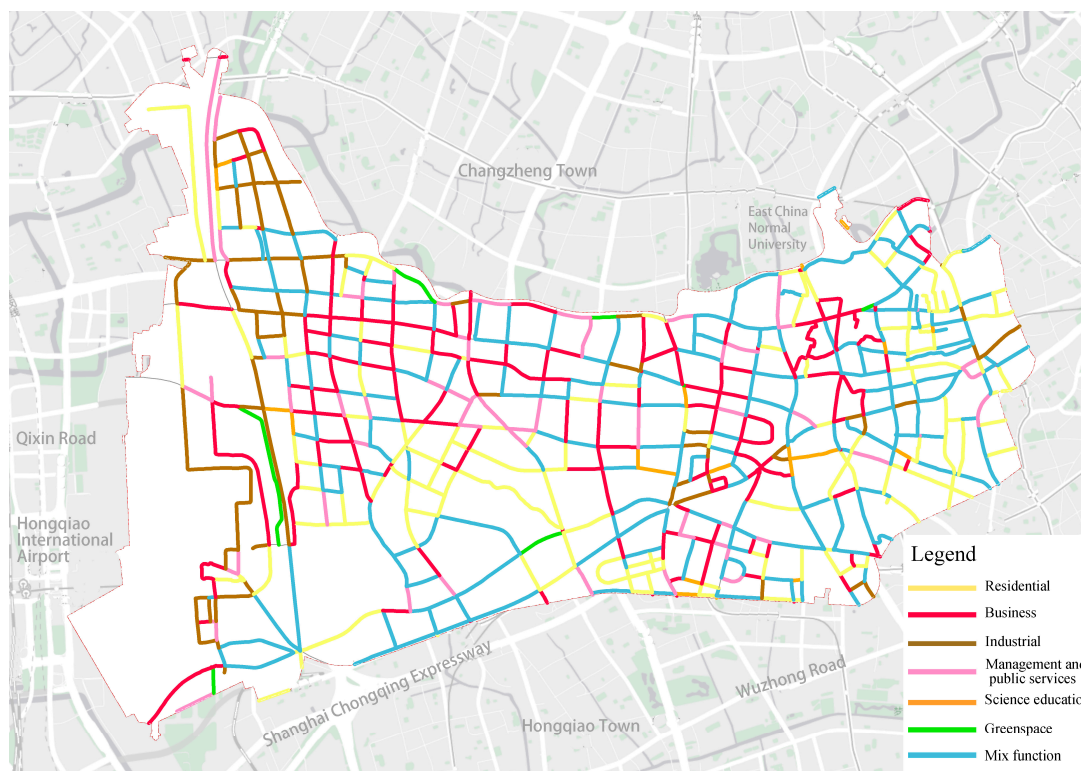 Changzheng Town
East China
Normal
University
Qixin Road
Hongqiao
International
Airport
Shanghai Chongqing Expressway
Wuzhong Road
Hongqiao Town
Legend
Residential
Business
Industrial
Management and
public services
Science educatio
Greenspace
Mix function